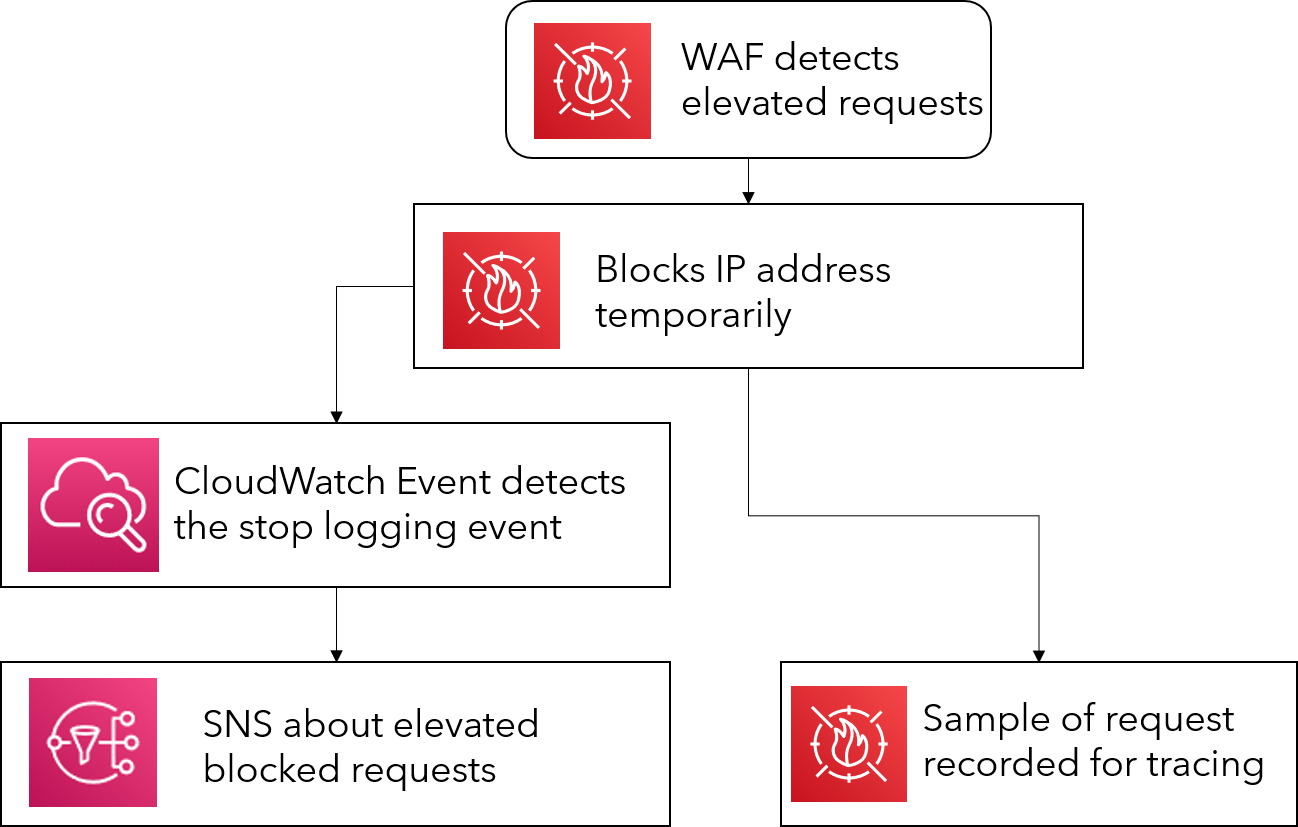 WAF detects
elevated requests
Blocks IP address
temporarily
CloudWatch Event detects
the stop logging event
SNS about elevated
blocked requests
Sample of request
recorded for tracing